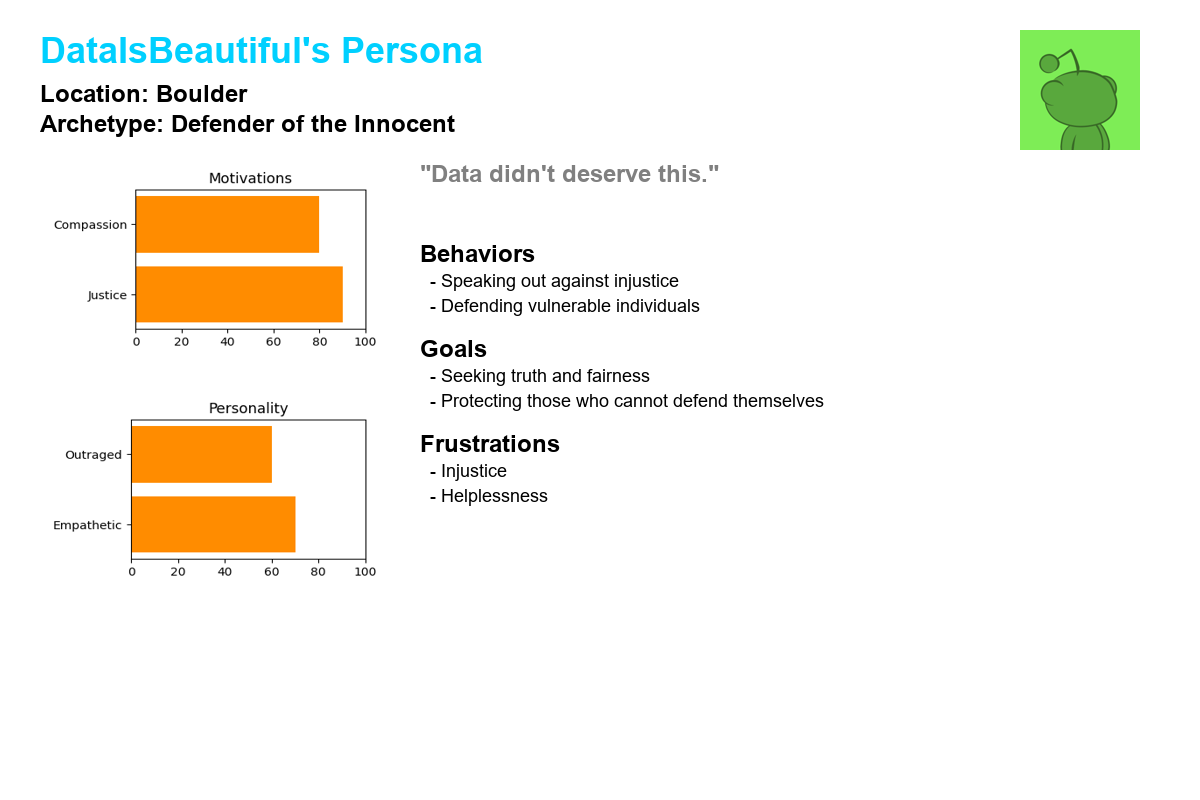 DataIsBeautiful's Persona
Location: Boulder
Archetype: Defender of the Innocent
"Data didn't deserve this."
Motivations
Compassion
Justice
0 20 40 60 80 100
Personality
Outraged
Empathetic
0 20 40 60 80 100
Behaviors
- Speaking out against injustice
- Defending vulnerable individuals
Goals
- Seeking truth and fairness
- Protecting those who cannot defend themselves
Frustrations
- Injustice
- Helplessness